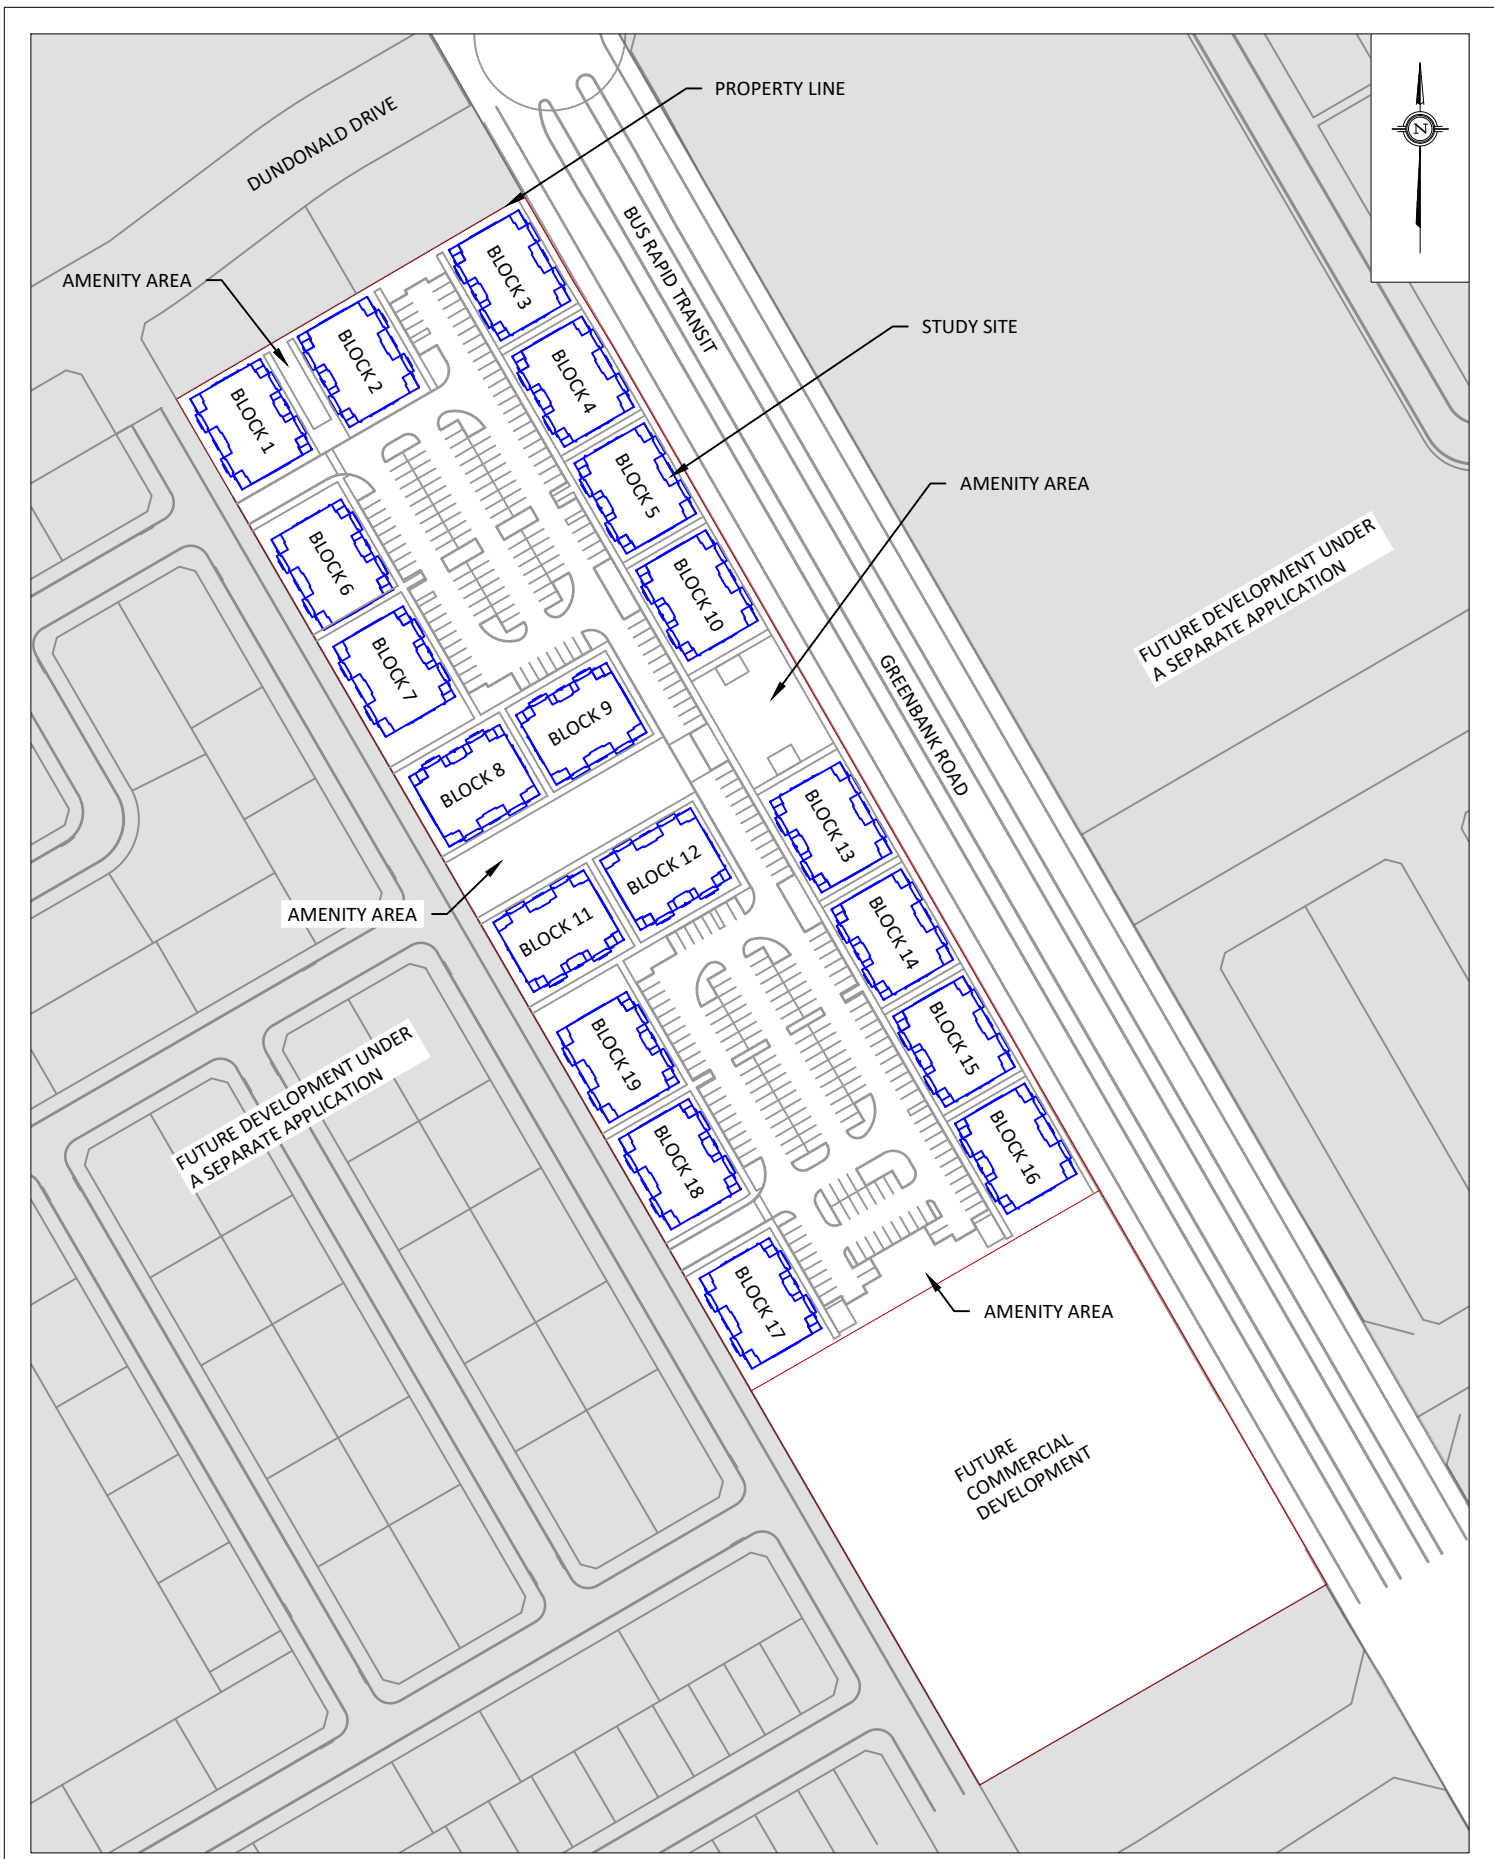 PROPERTY LINE
DUNDONALD DRIVE
N
BUS RAPID TRANSIT
BLOCK 3
AMENITY AREA
STUDY SITE
BLOCK 2
BLOCK 4
BLOCK 1
BLOCK 5
AMENITY AREA
BLOCK 6
BLOCK 10
FUTURE DEVELOPMENT UNDER
A SEPARATE APPLICATION
BLOCK 7
GREENBANK ROAD
BLOCK 9
BLOCK 8
BLOCK 13
BLOCK 12
AMENITY AREA
BLOCK 11
BLOCK 14
BLOCK 15
BLOCK 19
FUTURE DEVELOPMENT UNDER
A SEPARATE APPLICATION
BLOCK 16
BLOCK 18
BLOCK 17
AMENITY AREA
FUTURE
COMMERCIAL
DEVELOPMENT